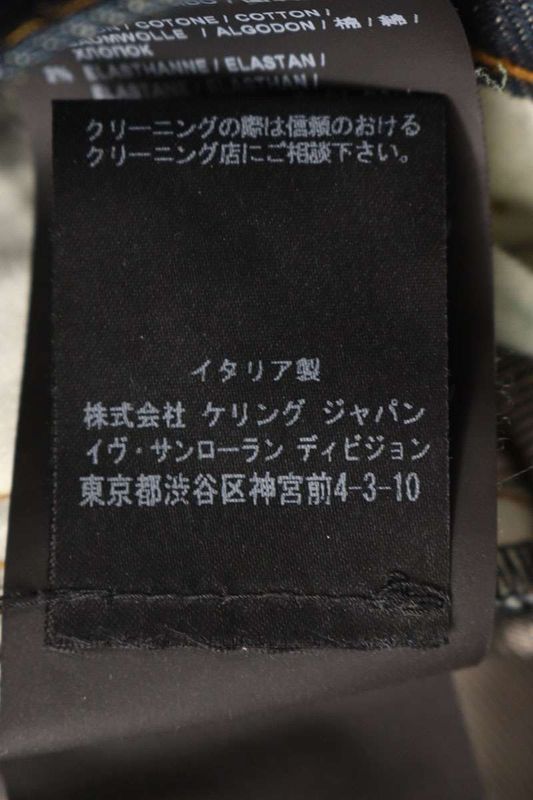 COTONE / COTTON /
BAUMWOLLE / ALGODON / 棉 / 綿 /
ХЛОПОК
2% ELASTHANNE / ELASTAN /
クリーニングの際は信頼のおける
クリーニング店にご相談下さい。
イタリア製
株式会社 ケリング ジャパン
イヴ・サンローラン ディビジョン
東京都渋谷区神宮前4-3-10